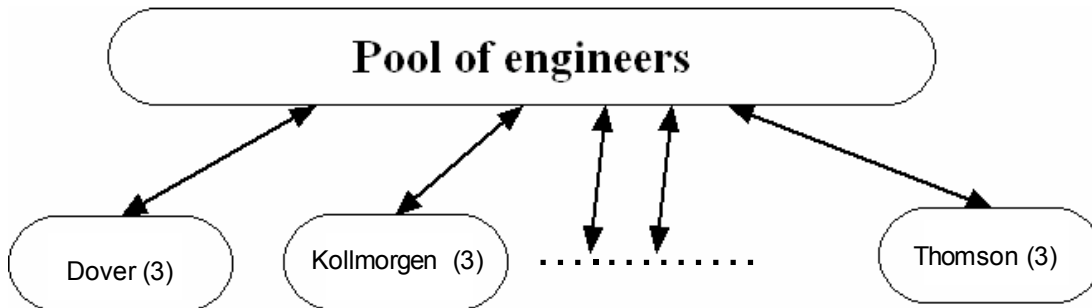 Pool of engineers
Dover (3)
Kollmorgen (3)
Thomson (3)